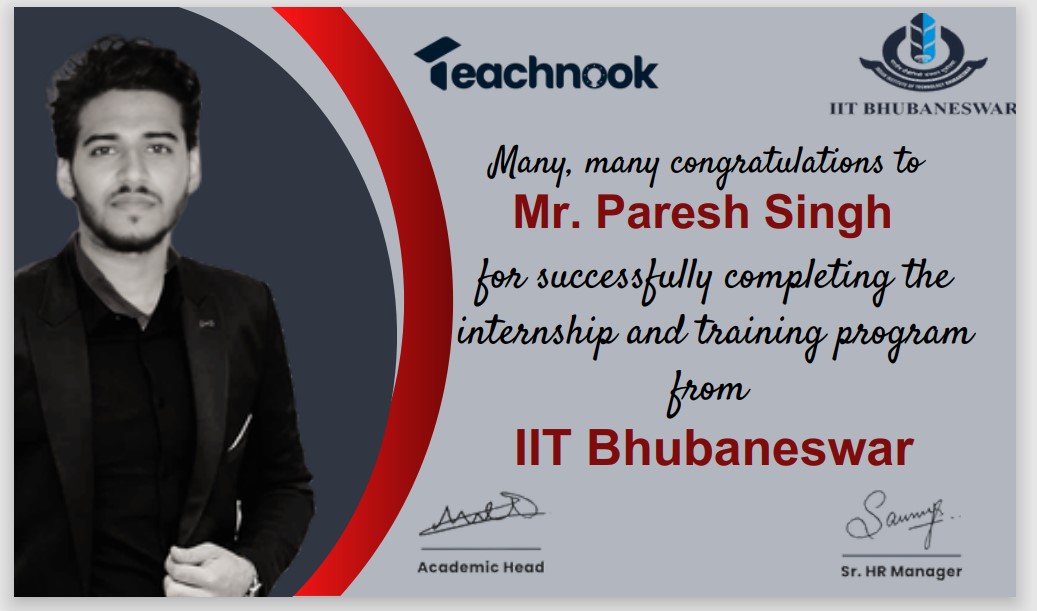 Teachnook
IIT BHUBANESWAR
Many, many congratulations to
Mr. Paresh Singh
for successfully completing the
internship and training program
from
IIT Bhubaneswar
Academic Head
Sr. HR Manager